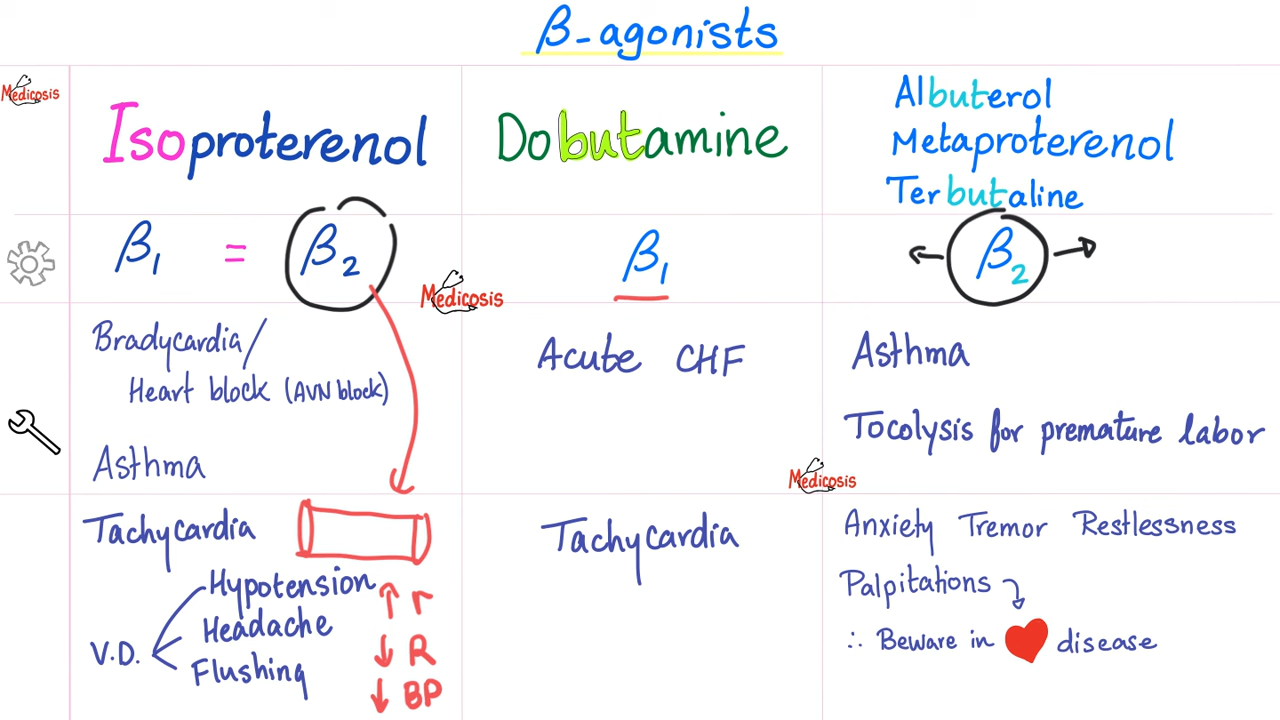 β-agonists
Medicosis
Isoproterenol
Dobutamine
Albuterol
Metaproterenol
Terbutaline
β1 = β2
β1
β2
Medicosis
Bradycardia/
Heart block (AVN block)
Asthma
Acute CHF
Asthma
Tocolysis for premature labor
Medicosis
Tachycardia
V.D.
Hypotension
Headache
Flushing
↑ r
↓ R
↓ BP
Tachycardia
Anxiety Tremor Restlessness
Palpitations
∴ Beware in ❤ disease